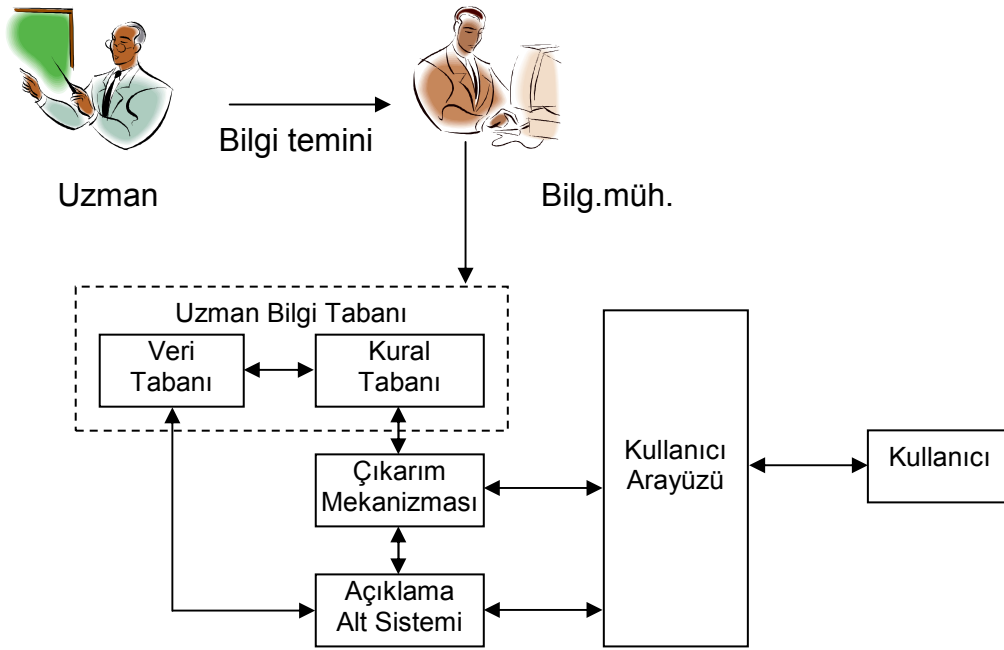 Bilgi temini
Uzman
Bilg.müh.
Uzman Bilgi Tabanı
Veri
Tabanı
Kural
Tabanı
Çıkarım
Mekanizması
Açıklama
Alt Sistemi
Kullanıcı
Arayüzü
Kullanıcı